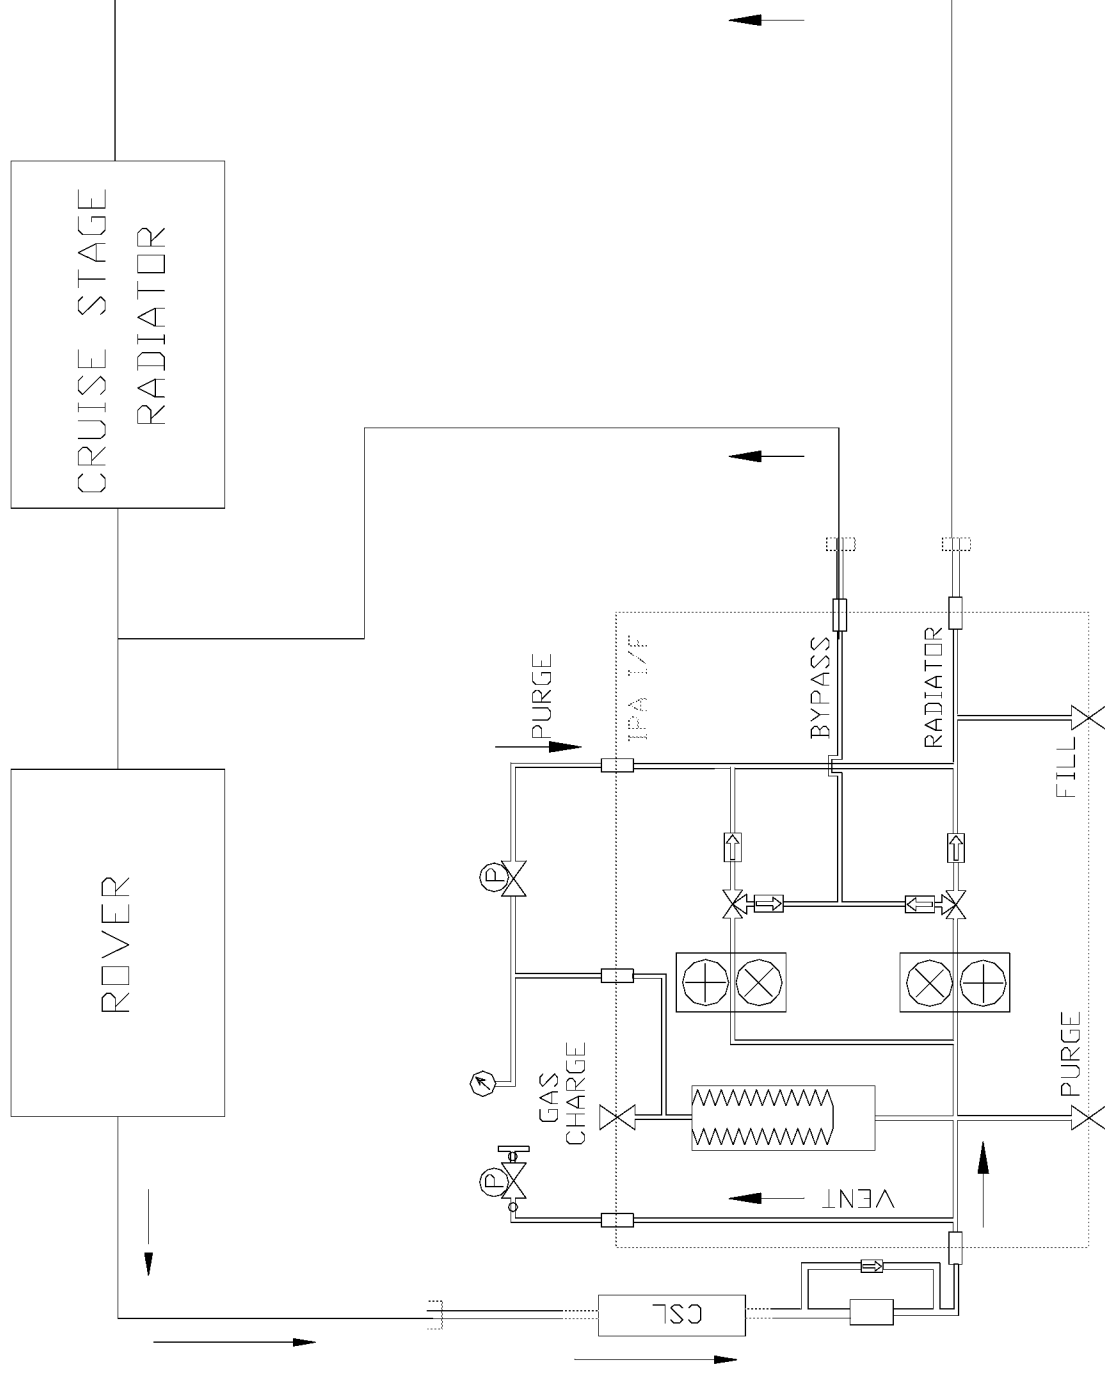 CRUISE STAGE
RADIATOR
ROVER
PURGE
IPA I/F
BYPASS
RADIATOR
FILL
P
GAS
CHARGE
PURGE
P
VENT
CSL